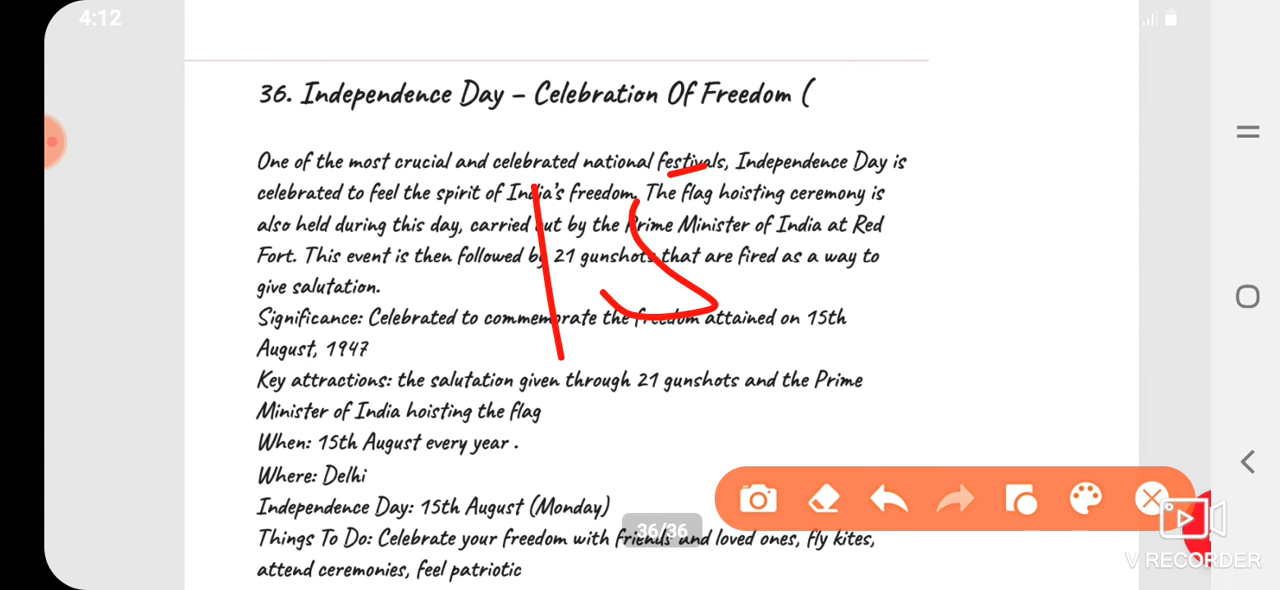 4:12
36. Independence Day – Celebration Of Freedom (
One of the most crucial and celebrated national festivals, Independence Day is
celebrated to feel the spirit of India's freedom. The flag hoisting ceremony is
also held during this day, carried out by the Prime Minister of India at Red
Fort. This event is then followed by 21 gunshots that are fired as a way to
give salutation.
Significance: Celebrated to commemorate the freedom attained on 15th
August, 1947
Key attractions: the salutation given through 21 gunshots and the Prime
Minister of India hoisting the flag
When: 15th August every year .
Where: Delhi
Independence Day: 15th August (Monday)
36/36
Things To Do: Celebrate your freedom with friends and loved ones, fly kites,
attend ceremonies, feel patriotic
15
V RECORDER